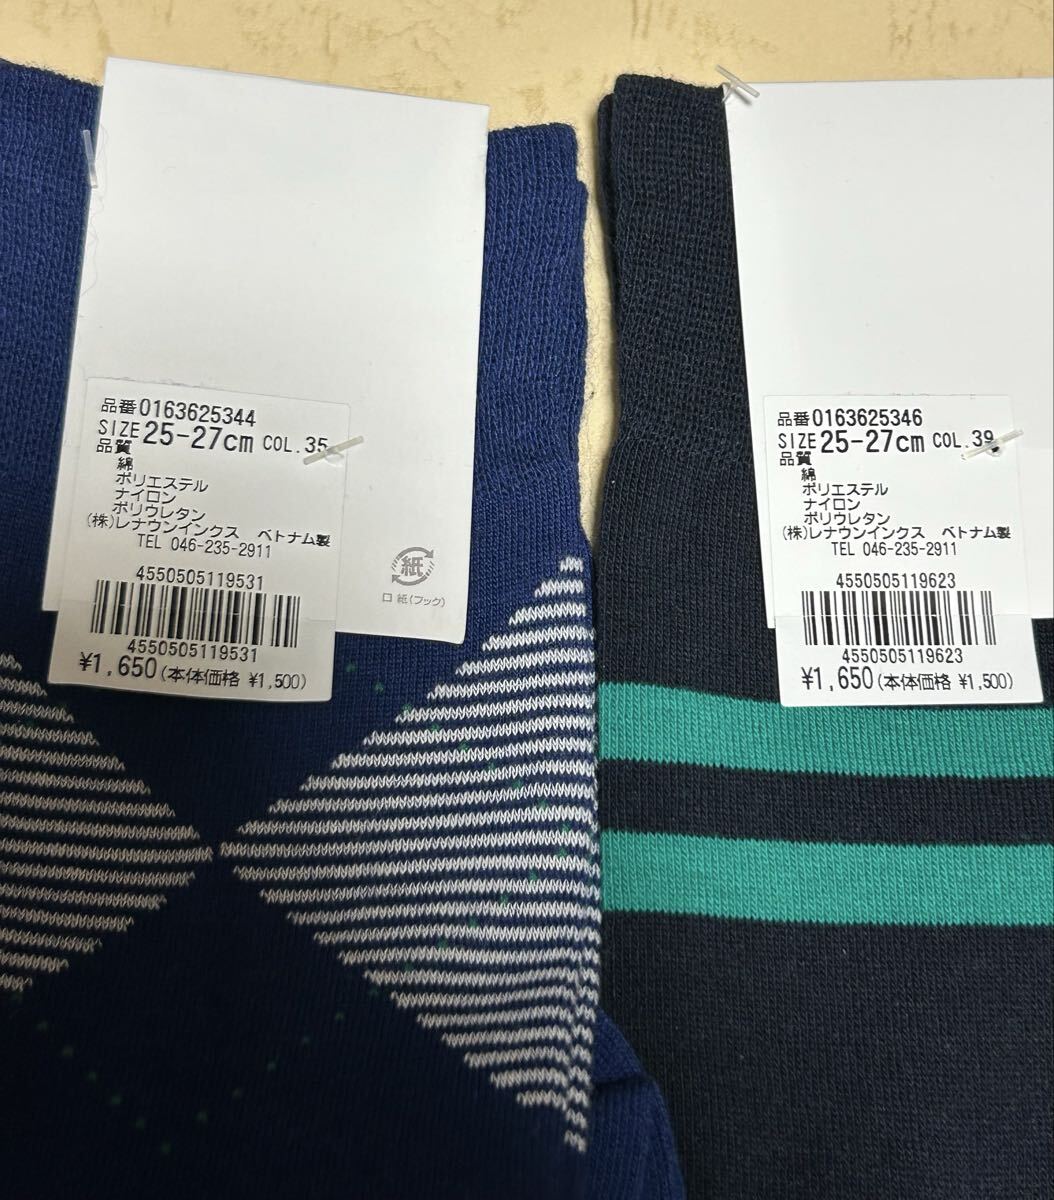 品番0163625344
SIZE 25-27cm COL.35
品質
綿
ポリエステル
ナイロン
ポリウレタン
(株)レナウンインクス ベトナム製
TEL 046-235-2911
4550505119531
4550505119531
¥1,650(本体価格 ¥1,500)
紙
口紙(フック)
品番0163625346
SIZE 25-27cm COL.39
品質
綿
ポリエステル
ナイロン
ポリウレタン
(株)レナウンインクス ベトナム製
TEL 046-235-2911
4550505119623
4550505119623
¥1,650(本体価格 ¥1,500)